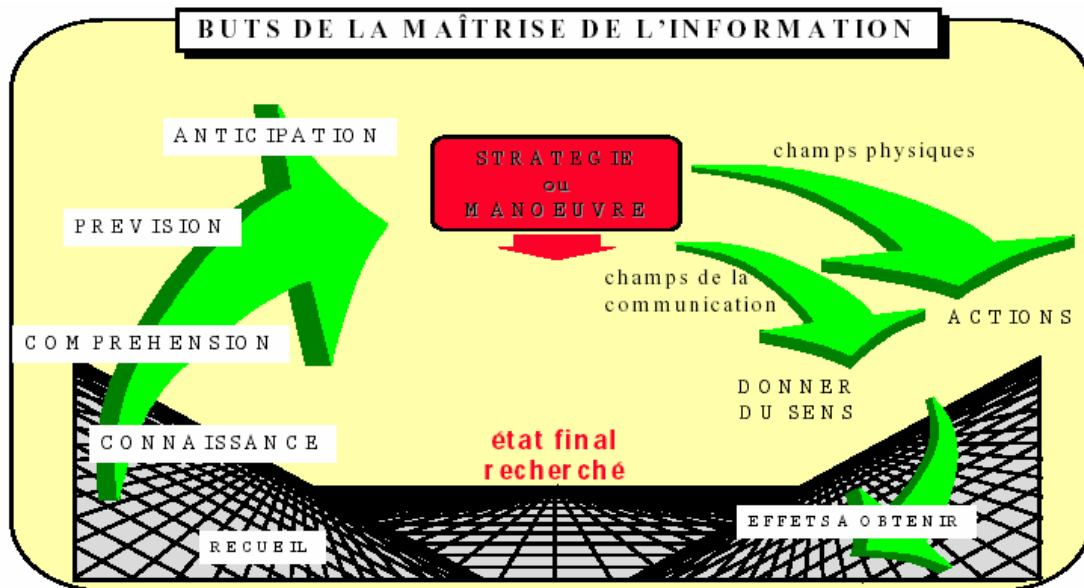 BUTS DE LA MAÎTRISE DE L'INFORMATION
ANTICIPATION
PREVISION
COMPREHENSION
CONNAISSANCE
RECUEIL
STRATEGIE
ou
MANOEUVRE
champs physiques
champs de la
communication
ACTIONS
DONNER
DU SENS
état final
recherché
EFFETS A OBTENIR